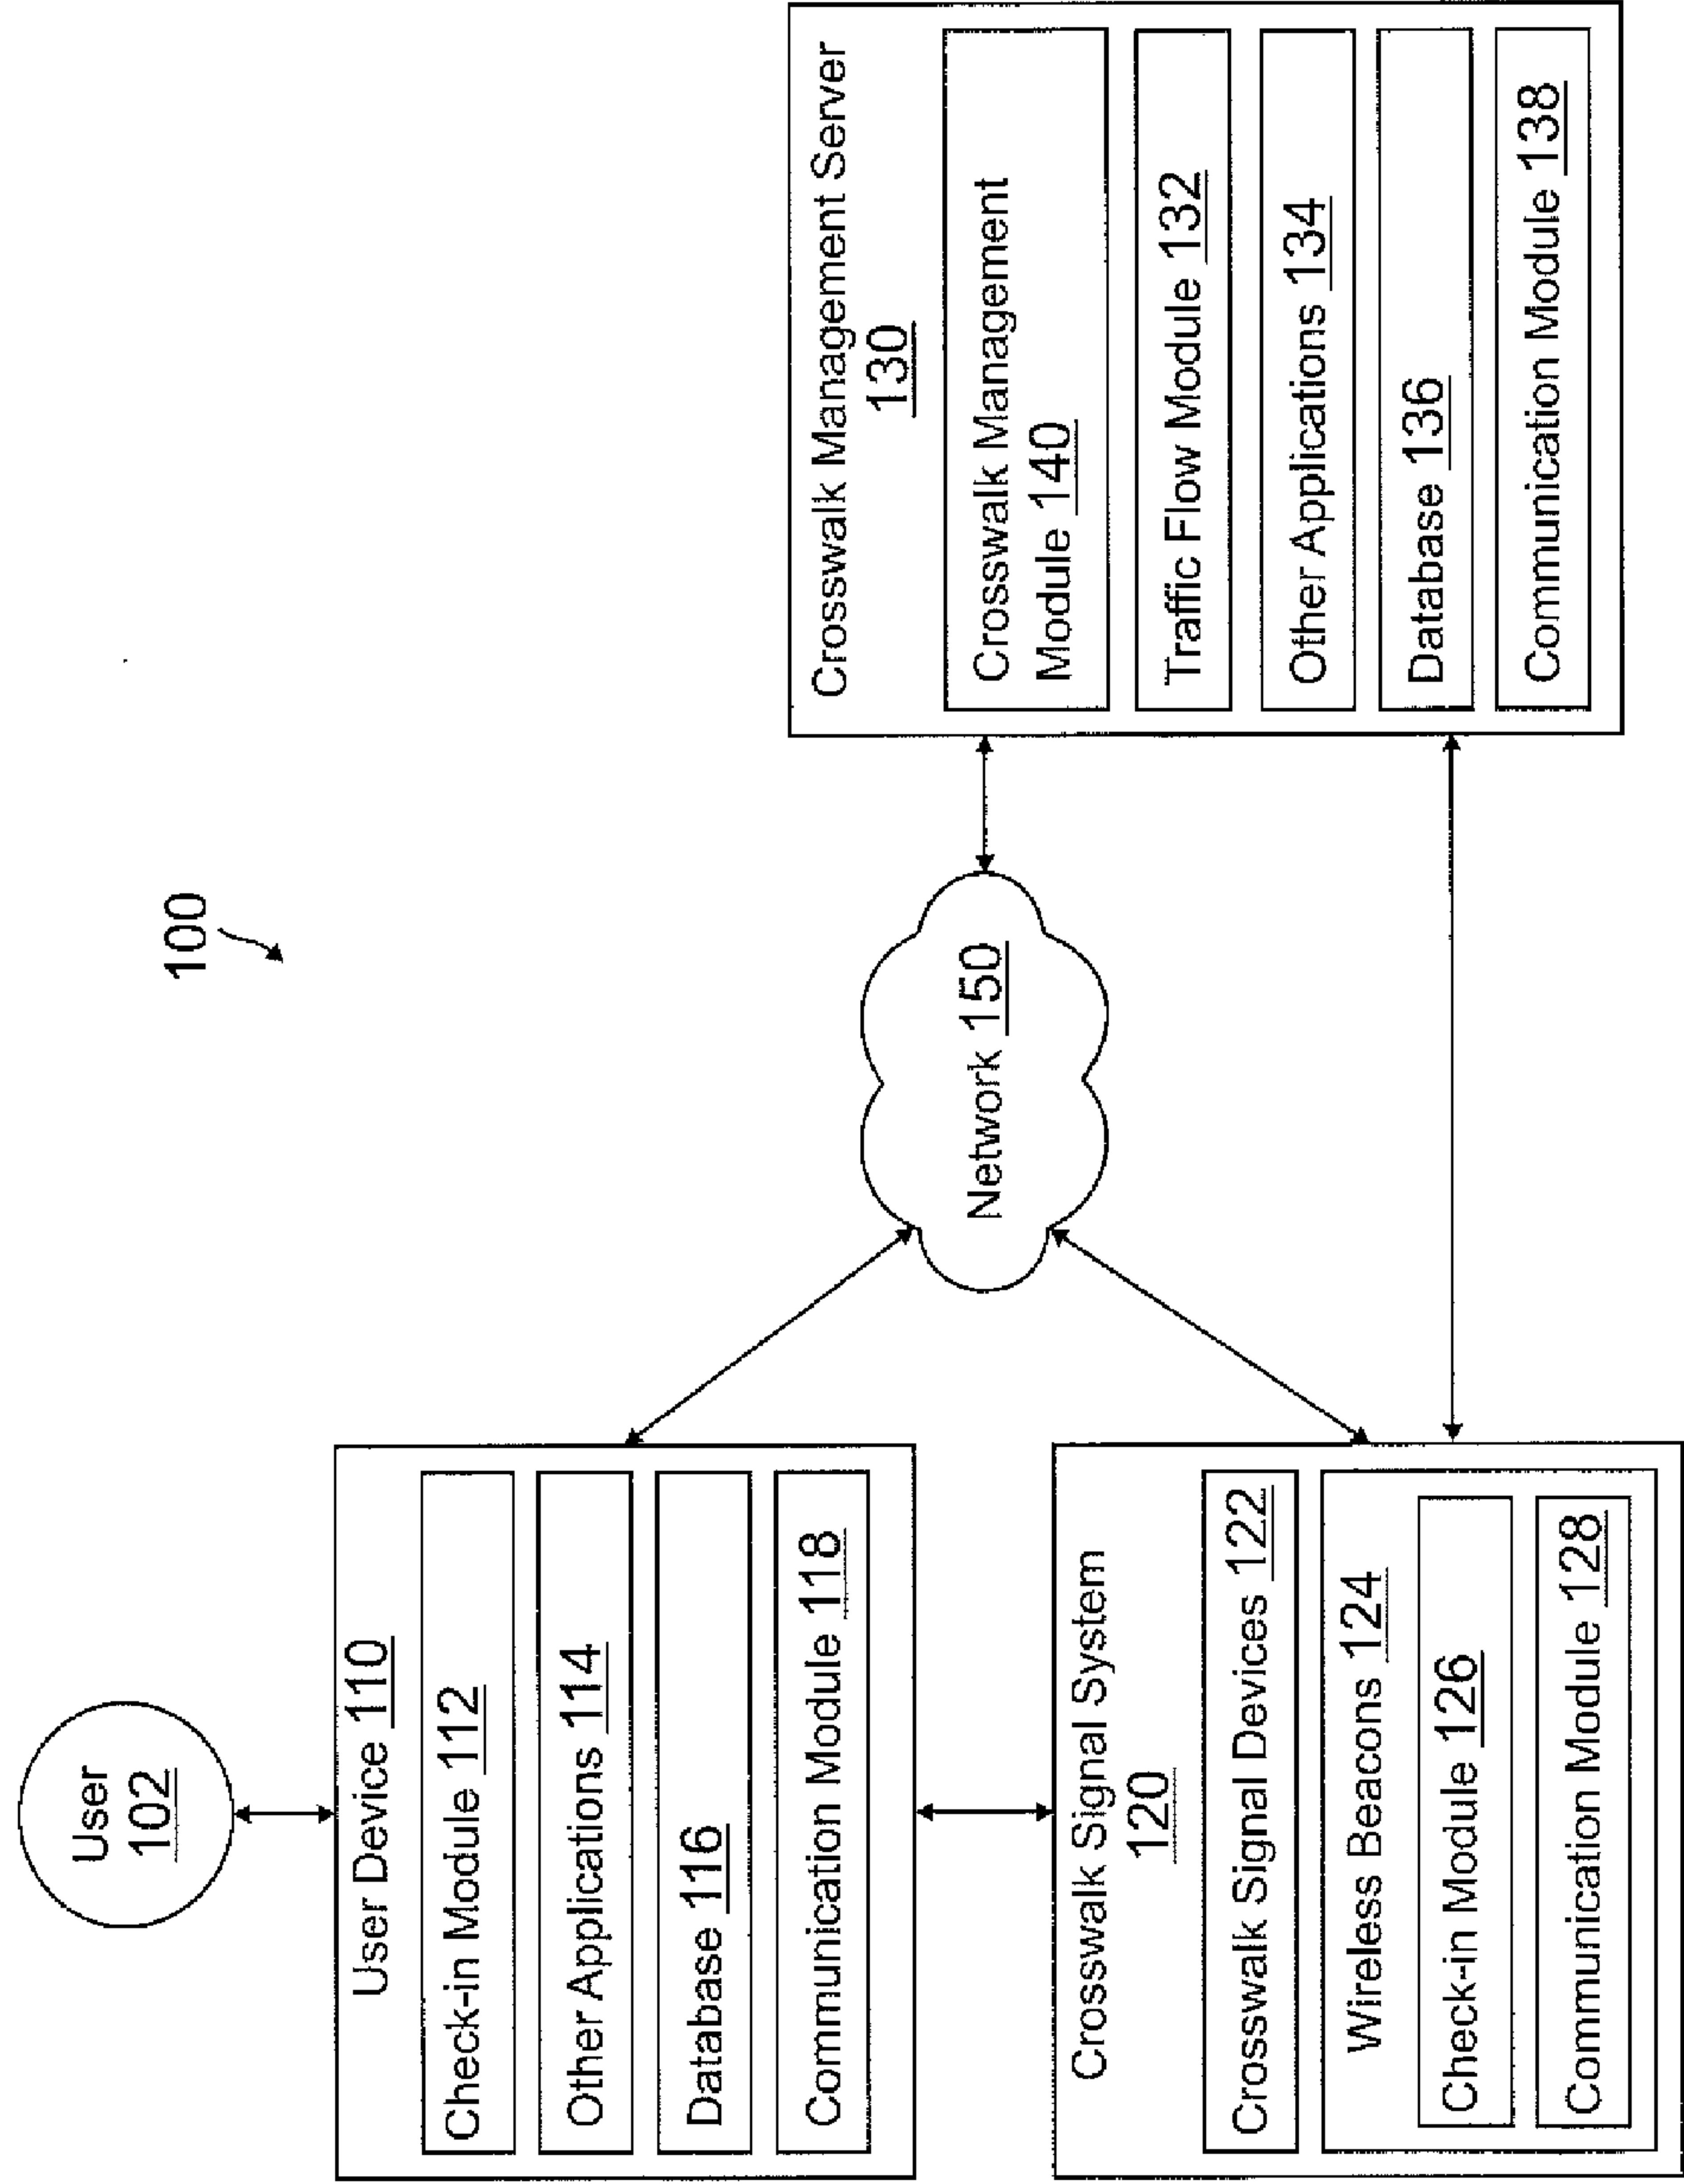 100
User
102
User Device 110
Check-in Module 112
Other Applications 114
Database 116
Communication Module 118
Crosswalk Signal System
120
Crosswalk Signal Devices 122
Wireless Beacons 124
Check-in Module 126
Communication Module 128
Network 150
Crosswalk Management Server
130
Crosswalk Management
Module 140
Traffic Flow Module 132
Other Applications 134
Database 136
Communication Module 138